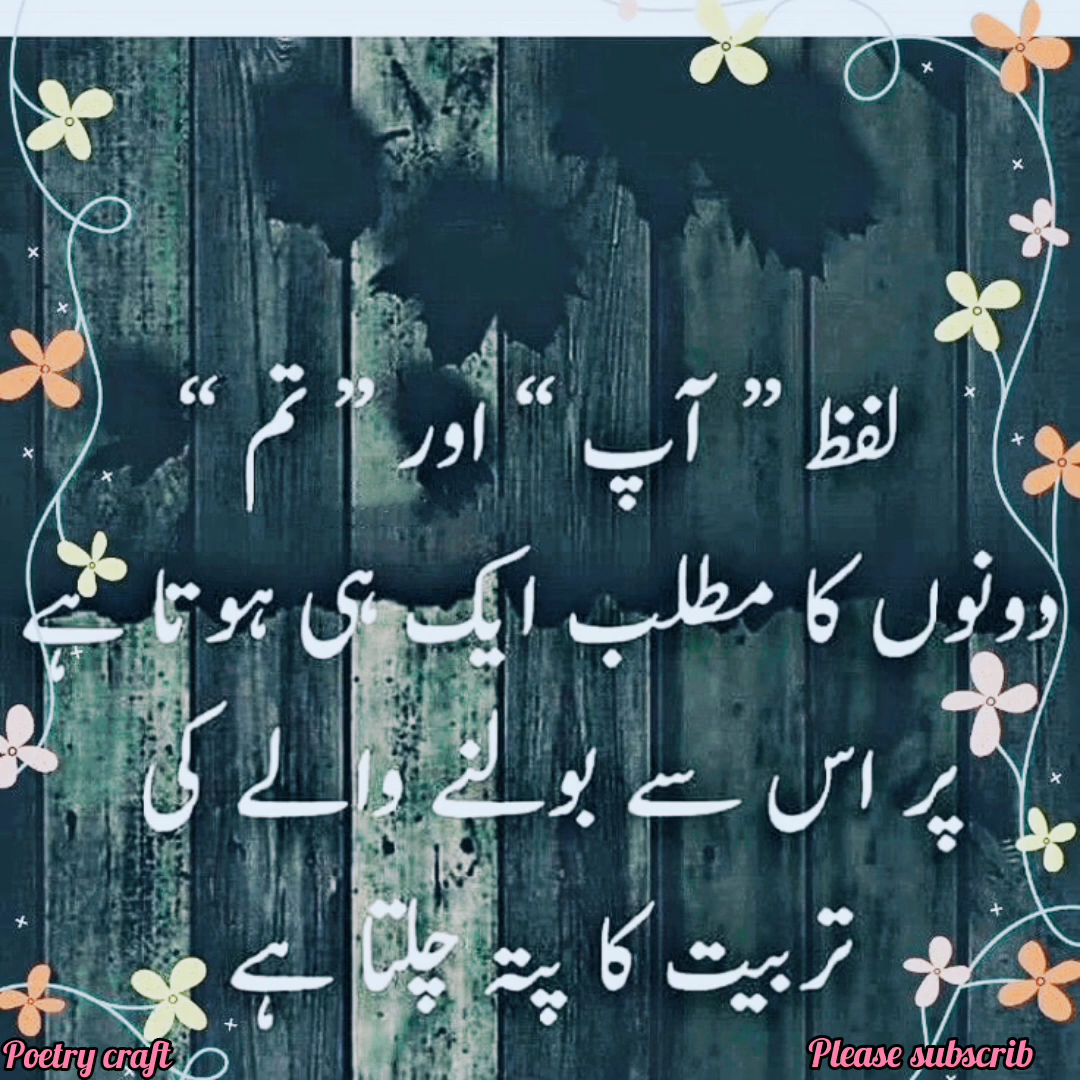 لفظ ” آپ “ اور ” تم “
دونوں کا مطلب ایک ہی ہوتا ہے
پر اس سے بولنے والے کی
تربیت کا پتہ چلتا ہے
Poetry craft
Please subscrib